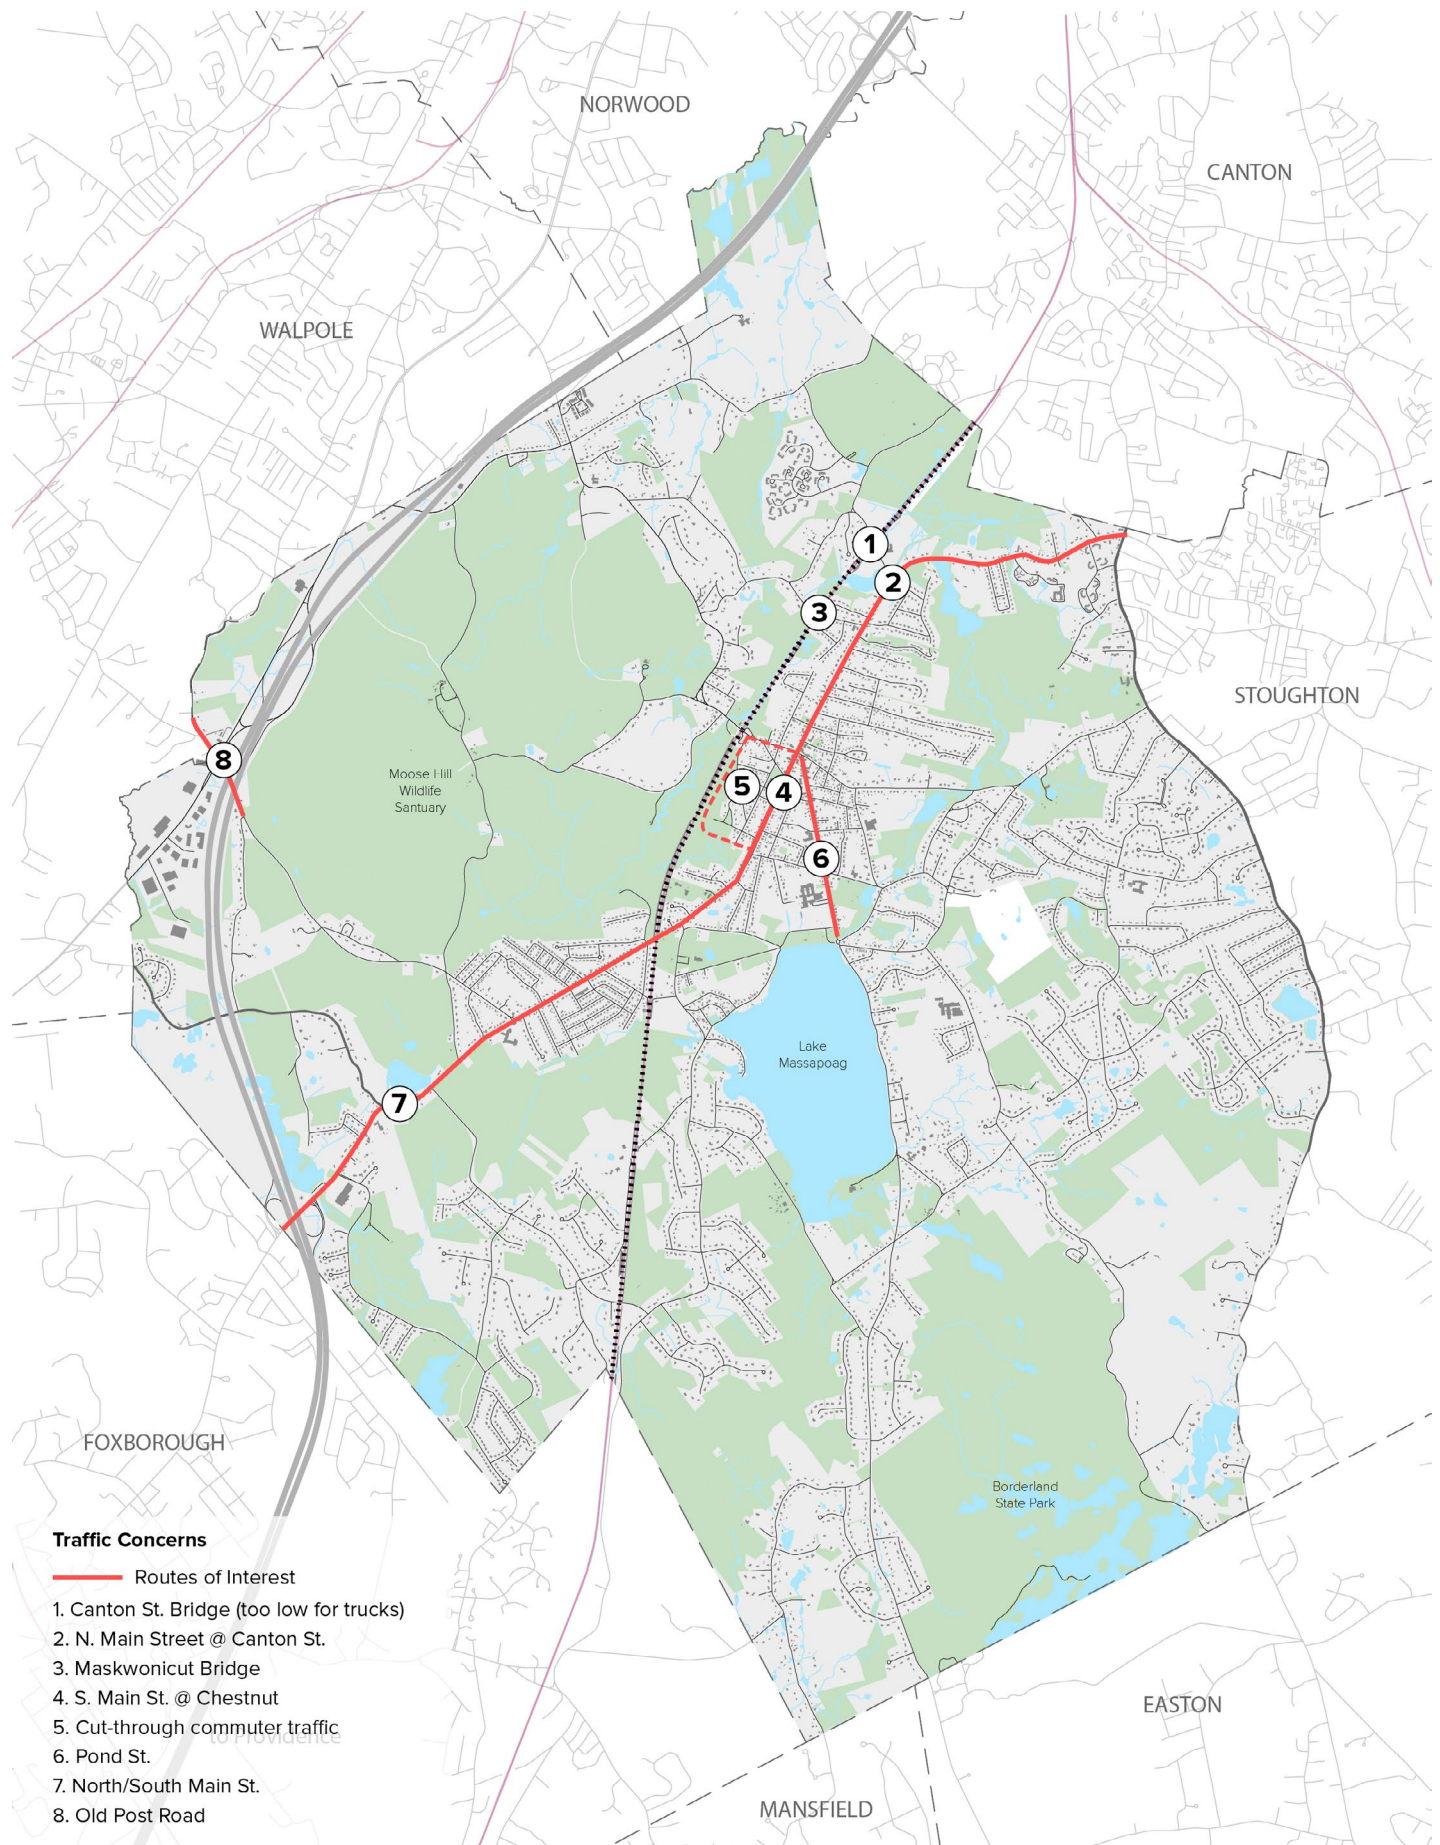 NORWOOD
CANTON
WALPOLE
1
2
3
STOUGHTON
8
Moose Hill
Wildlife
Santuary
5
4
6
Lake
Massapoag
7
FOXBOROUGH
Borderland
State Park
Traffic Concerns
Routes of Interest
1. Canton St. Bridge (too low for trucks)
2. N. Main Street @ Canton St.
3. Maskwonicut Bridge
4. S. Main St. @ Chestnut
5. Cut-through commuter traffic
to Providence
6. Pond St.
7. North/South Main St.
8. Old Post Road
EASTON
MANSFIELD